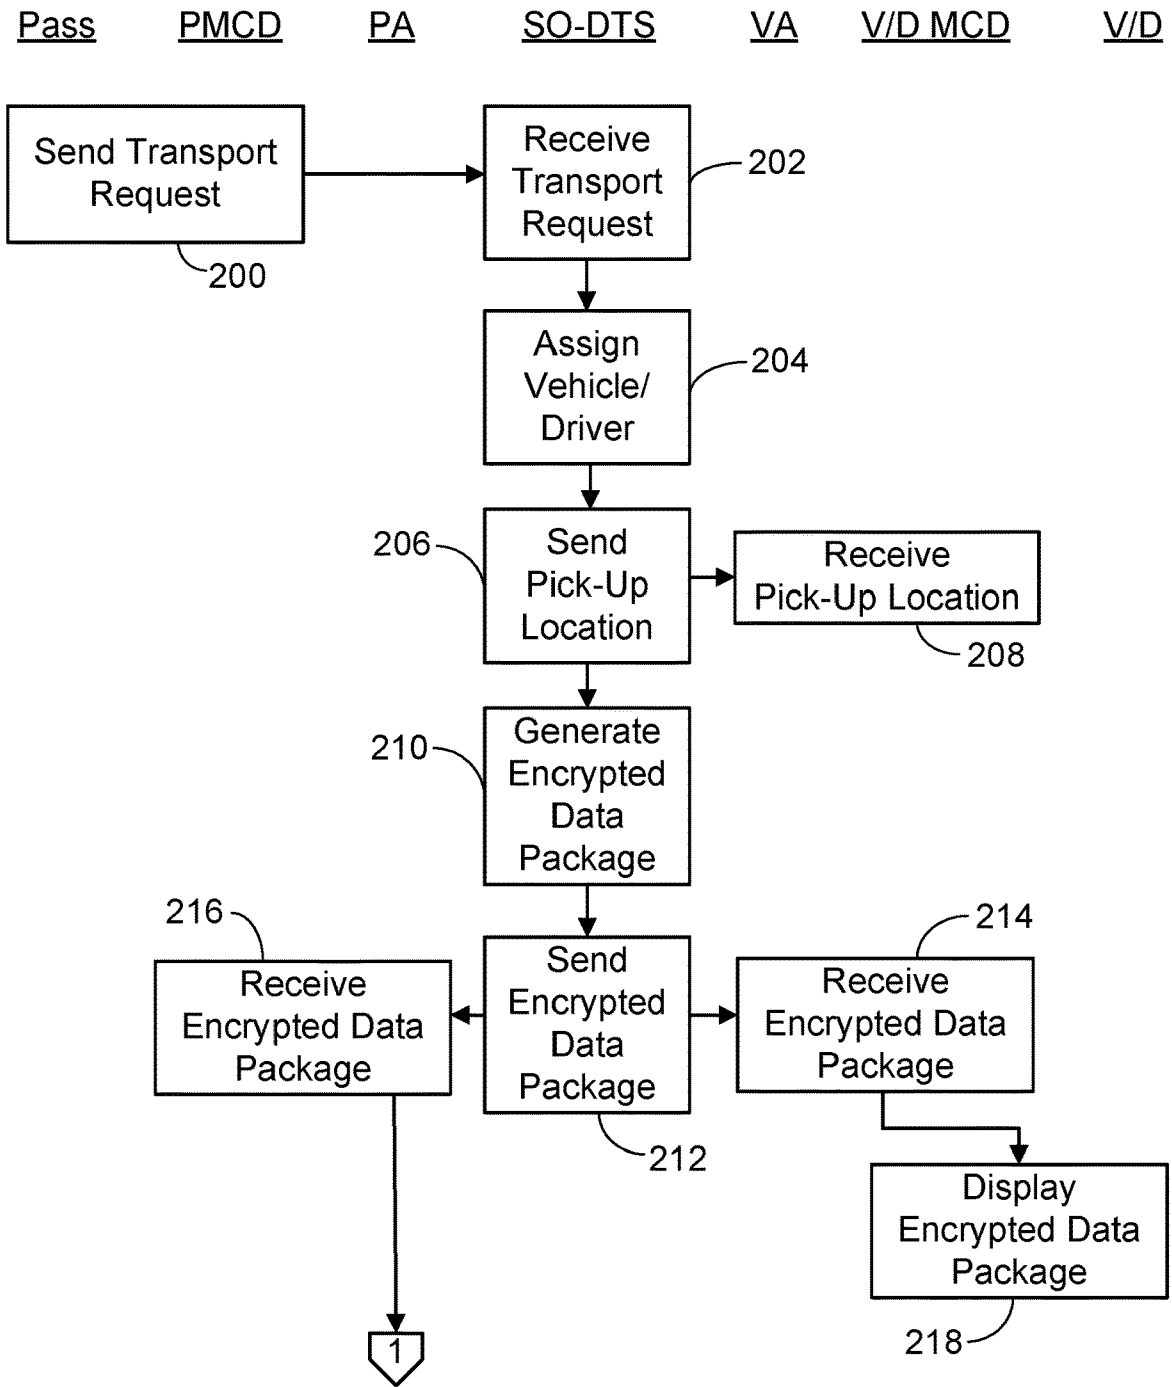 Pass PMCD PA SO-DTS VA V/D MCD V/D
Send Transport
Request
200
Receive
Transport
Request
202
Assign
Vehicle/
Driver
204
206
Send
Pick-Up
Location
Receive
Pick-Up Location
208
210
Generate
Encrypted
Data
Package
216
Receive
Encrypted Data
Package
Send
Encrypted
Data
Package
212
214
Receive
Encrypted Data
Package
Display
Encrypted Data
Package
218
1